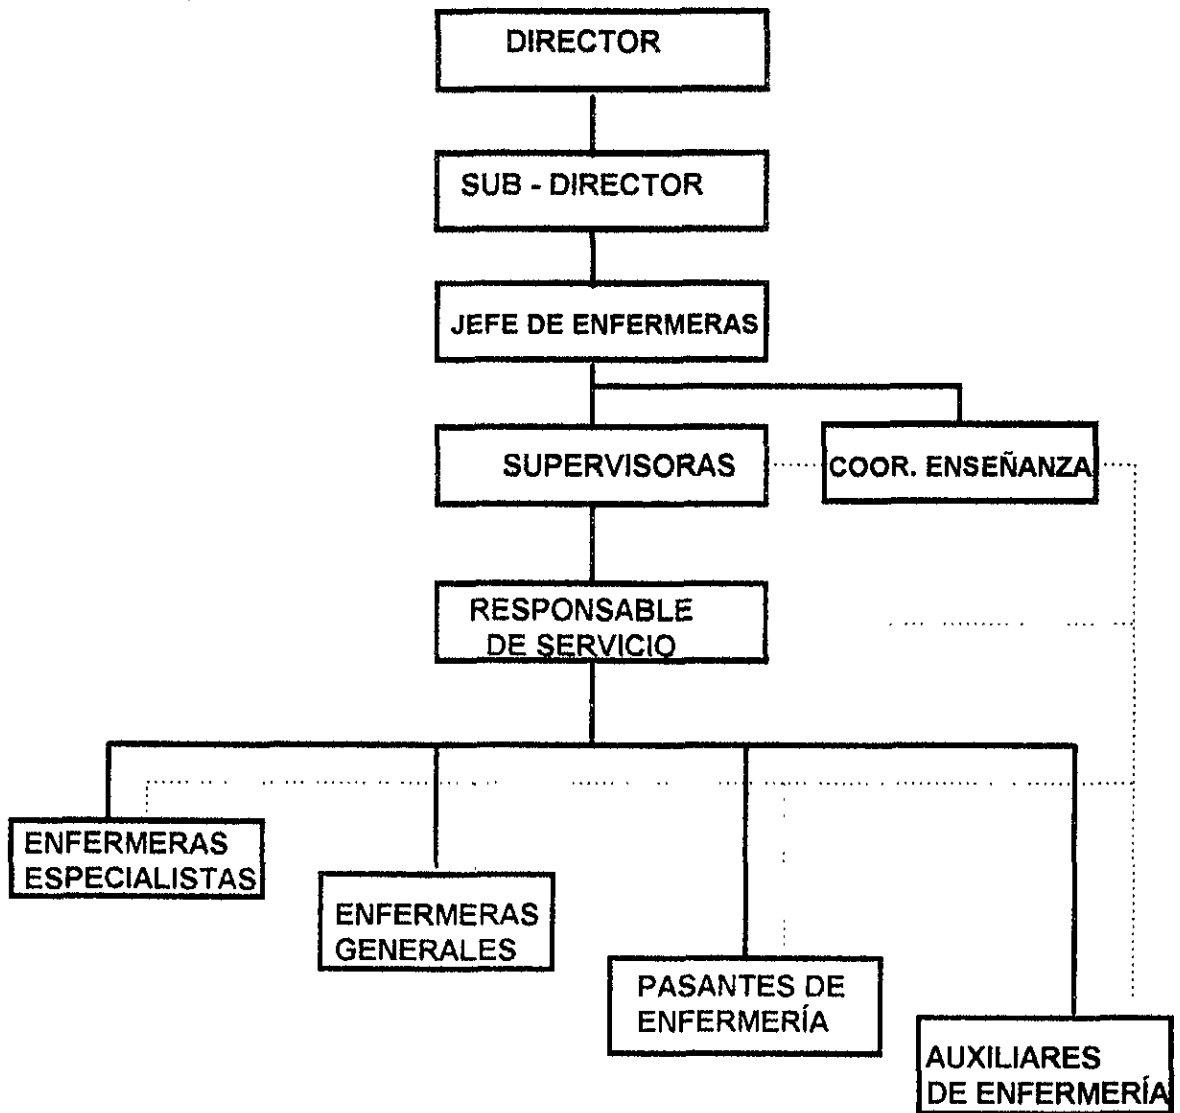 DIRECTOR
SUB - DIRECTOR
JEFE DE ENFERMERAS
SUPERVISORAS
COOR. ENSEÑANZA
RESPONSABLE
DE SERVICIO
ENFERMERAS
ESPECIALISTAS
ENFERMERAS
GENERALES
PASANTES DE
ENFERMERÍA
AUXILIARES
DE ENFERMERÍA